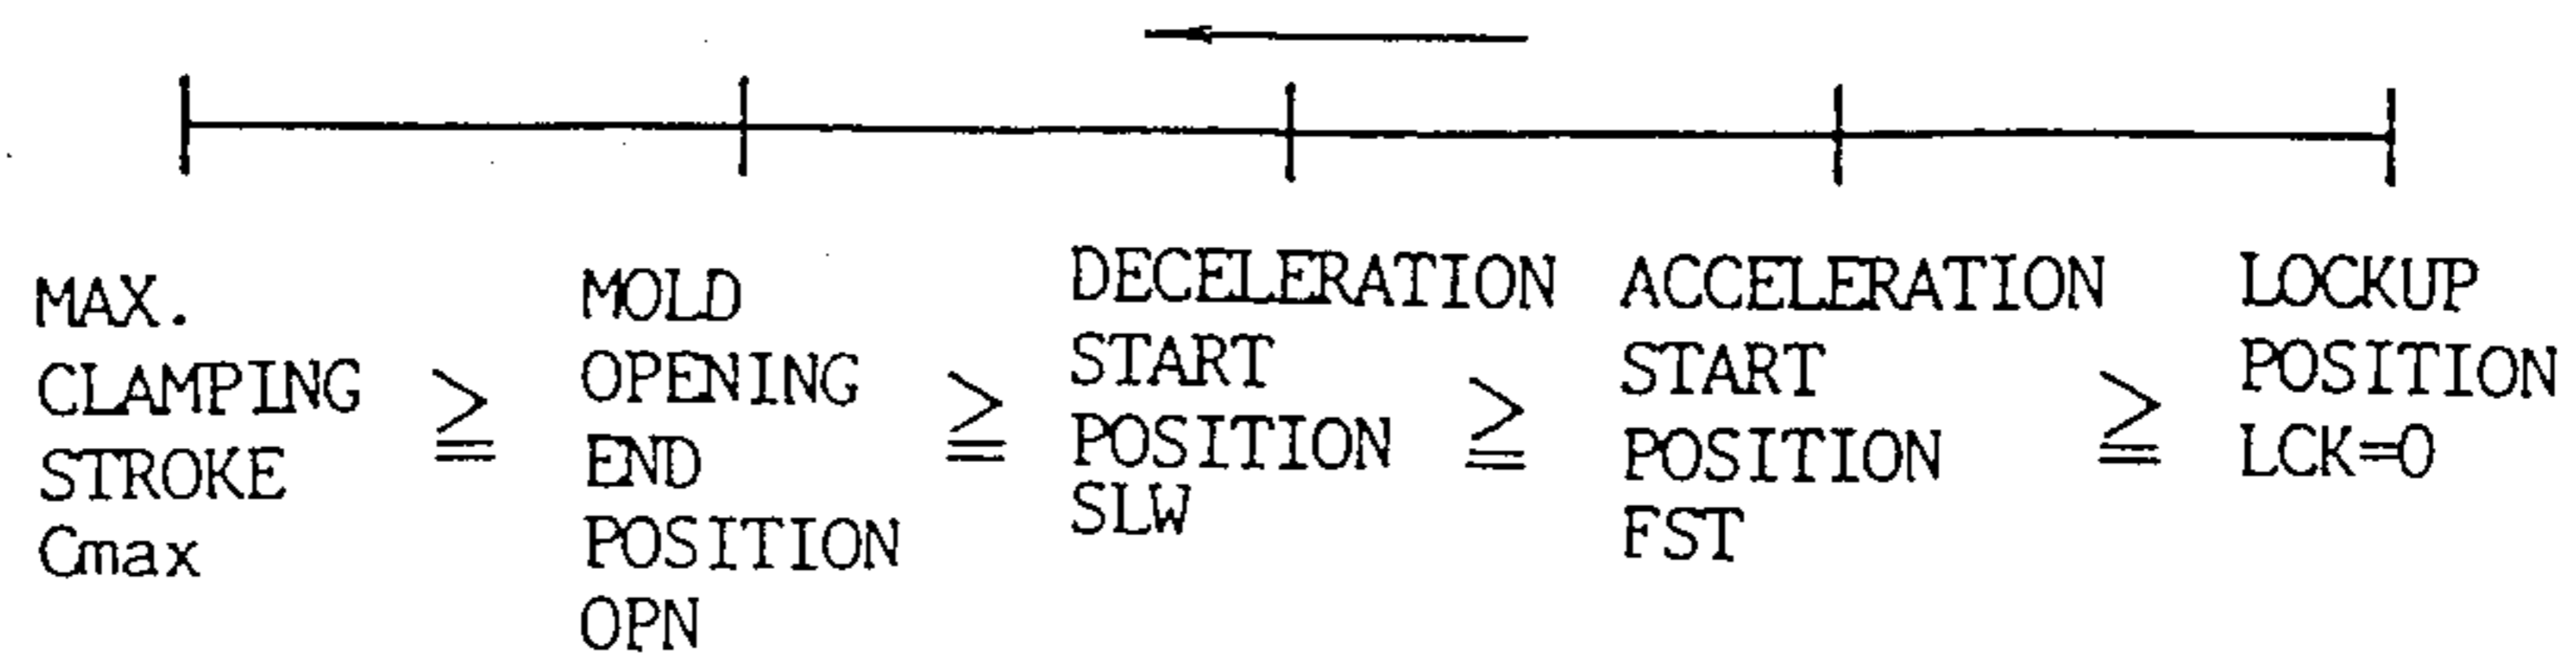 MAX.
CLAMPING
STROKE
Cmax
≧
MOLD
OPENING
END
POSITION
OPN
≧
DECELERATION
START
POSITION
SLW
≧
ACCELERATION
START
POSITION
FST
≧
LOCKUP
POSITION
LCK=0